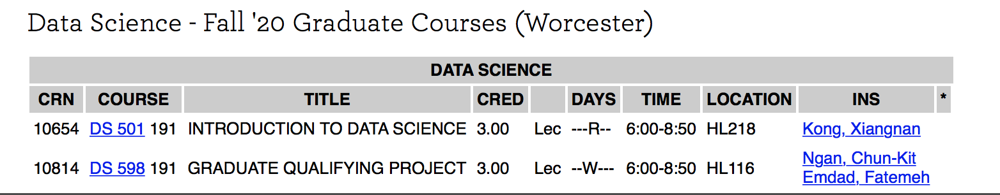 Data Science - Fall '20 Graduate Courses (Worcester)
DATA SCIENCE
CRN COURSE TITLE CRED DAYS TIME LOCATION INS *
10654 DS 501 191 INTRODUCTION TO DATA SCIENCE 3.00 Lec ---R-- 6:00-8:50 HL218 Kong, Xiangnan
10814 DS 598 191 GRADUATE QUALIFYING PROJECT 3.00 Lec --W--- 6:00-8:50 HL116 Ngan, Chun-Kit
Emdad, Fatemeh